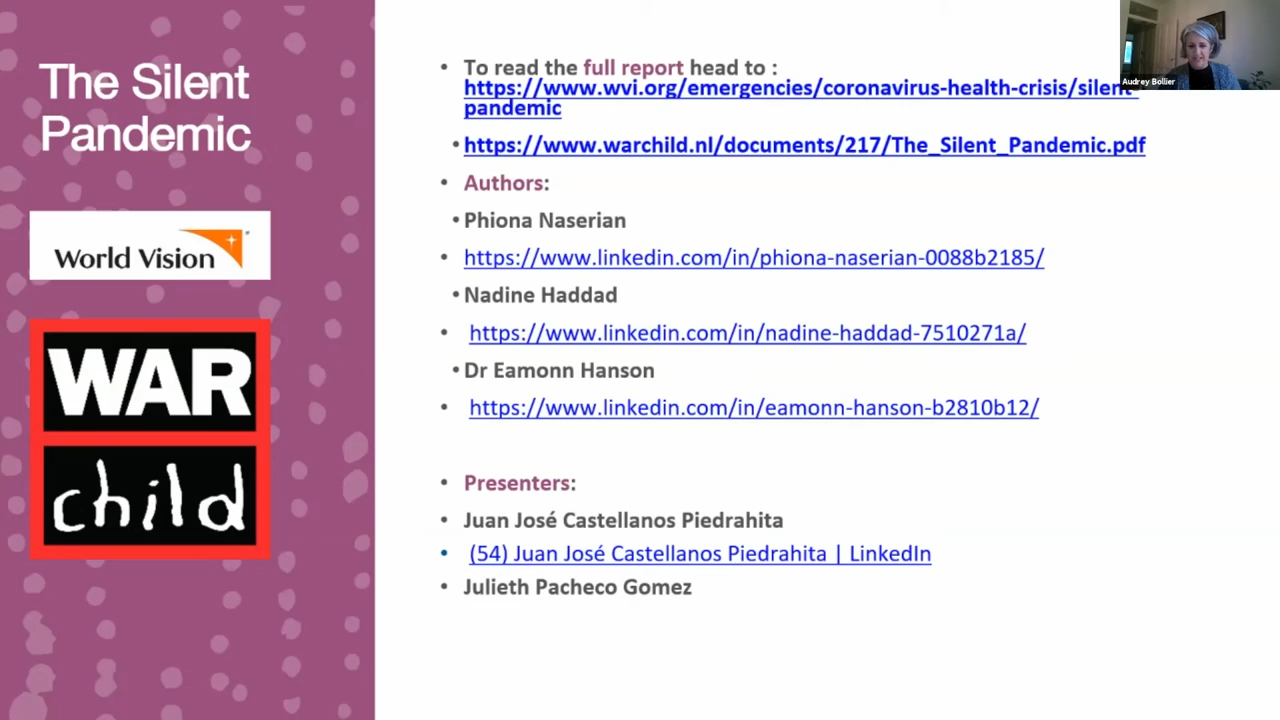 The Silent
Pandemic
World Vision
WAR
child
• To read the full report head to :
https://www.wvi.org/emergencies/coronavirus-health-crisis/silent-
pandemic
• https://www.warchild.nl/documents/217/The_Silent_Pandemic.pdf
• Authors:
• Phiona Naserian
• https://www.linkedin.com/in/phiona-naserian-0088b2185/
• Nadine Haddad
• https://www.linkedin.com/in/nadine-haddad-7510271a/
• Dr Eamonn Hanson
• https://www.linkedin.com/in/eamonn-hanson-b2810b12/
• Presenters:
• Juan José Castellanos Piedrahita
• (54) Juan José Castellanos Piedrahita | LinkedIn
• Julieth Pacheco Gomez
Audrey Bollier